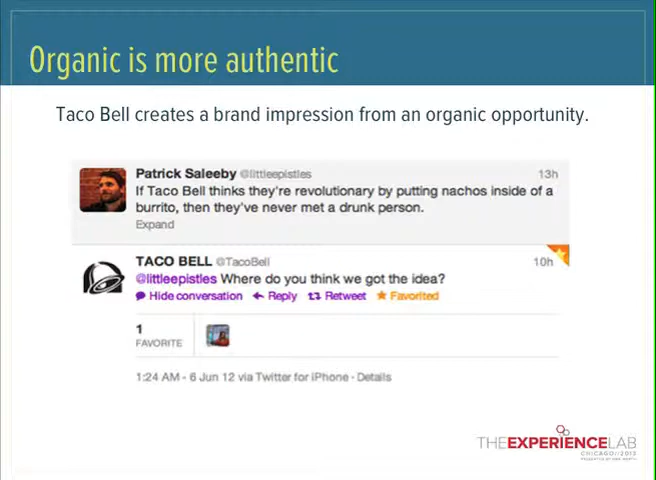 Organic is more authentic
Taco Bell creates a brand impression from an organic opportunity.
Patrick Saleeby @littleepistles 13h
If Taco Bell thinks they're revolutionary by putting nachos inside of a
burrito, then they've never met a drunk person.
Expand
TACO BELL @TacoBell 10h
@littleepistles Where do you think we got the idea?
Hide conversation Reply Retweet Favorited
1
FAVORITE
1:24 AM - 6 Jun 12 via Twitter for iPhone · Details
THEEXPERIENCELAB
CHICAGO//2013